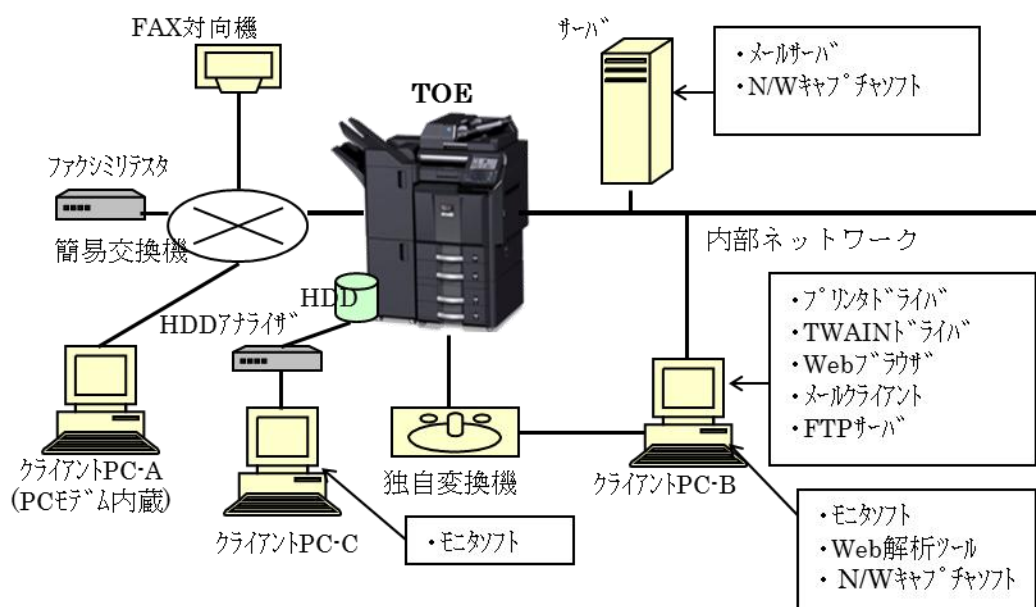 FAX対向機
サーバ
・メールサーバ
・N/Wキャプチャソフト
TOE
ファクシミリテスタ
簡易交換機
内部ネットワーク
HDD
HDDアナライザ
・プリンタドライバ
・TWAINドライバ
・Webブラウザ
・メールクライアント
・FTPサーバ
クライアントPC-A
(PCモデム内蔵)
独自変換機
クライアントPC-B
クライアントPC-C
・モニタソフト
・モニタソフト
・Web解析ツール
・N/Wキャプチャソフト